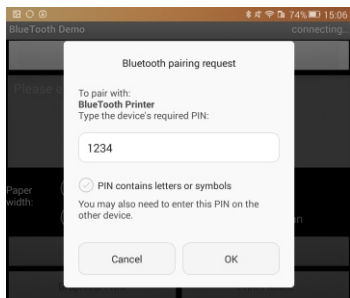 74% 15:06
BlueTooth Demo connecting...
Bluetooth pairing request
Please e
To pair with:
BlueTooth Printer
Type the device's required PIN:
1234
PIN contains letters or symbols
Paper
width:
You may also need to enter this PIN on the
other device.
n
Cancel OK